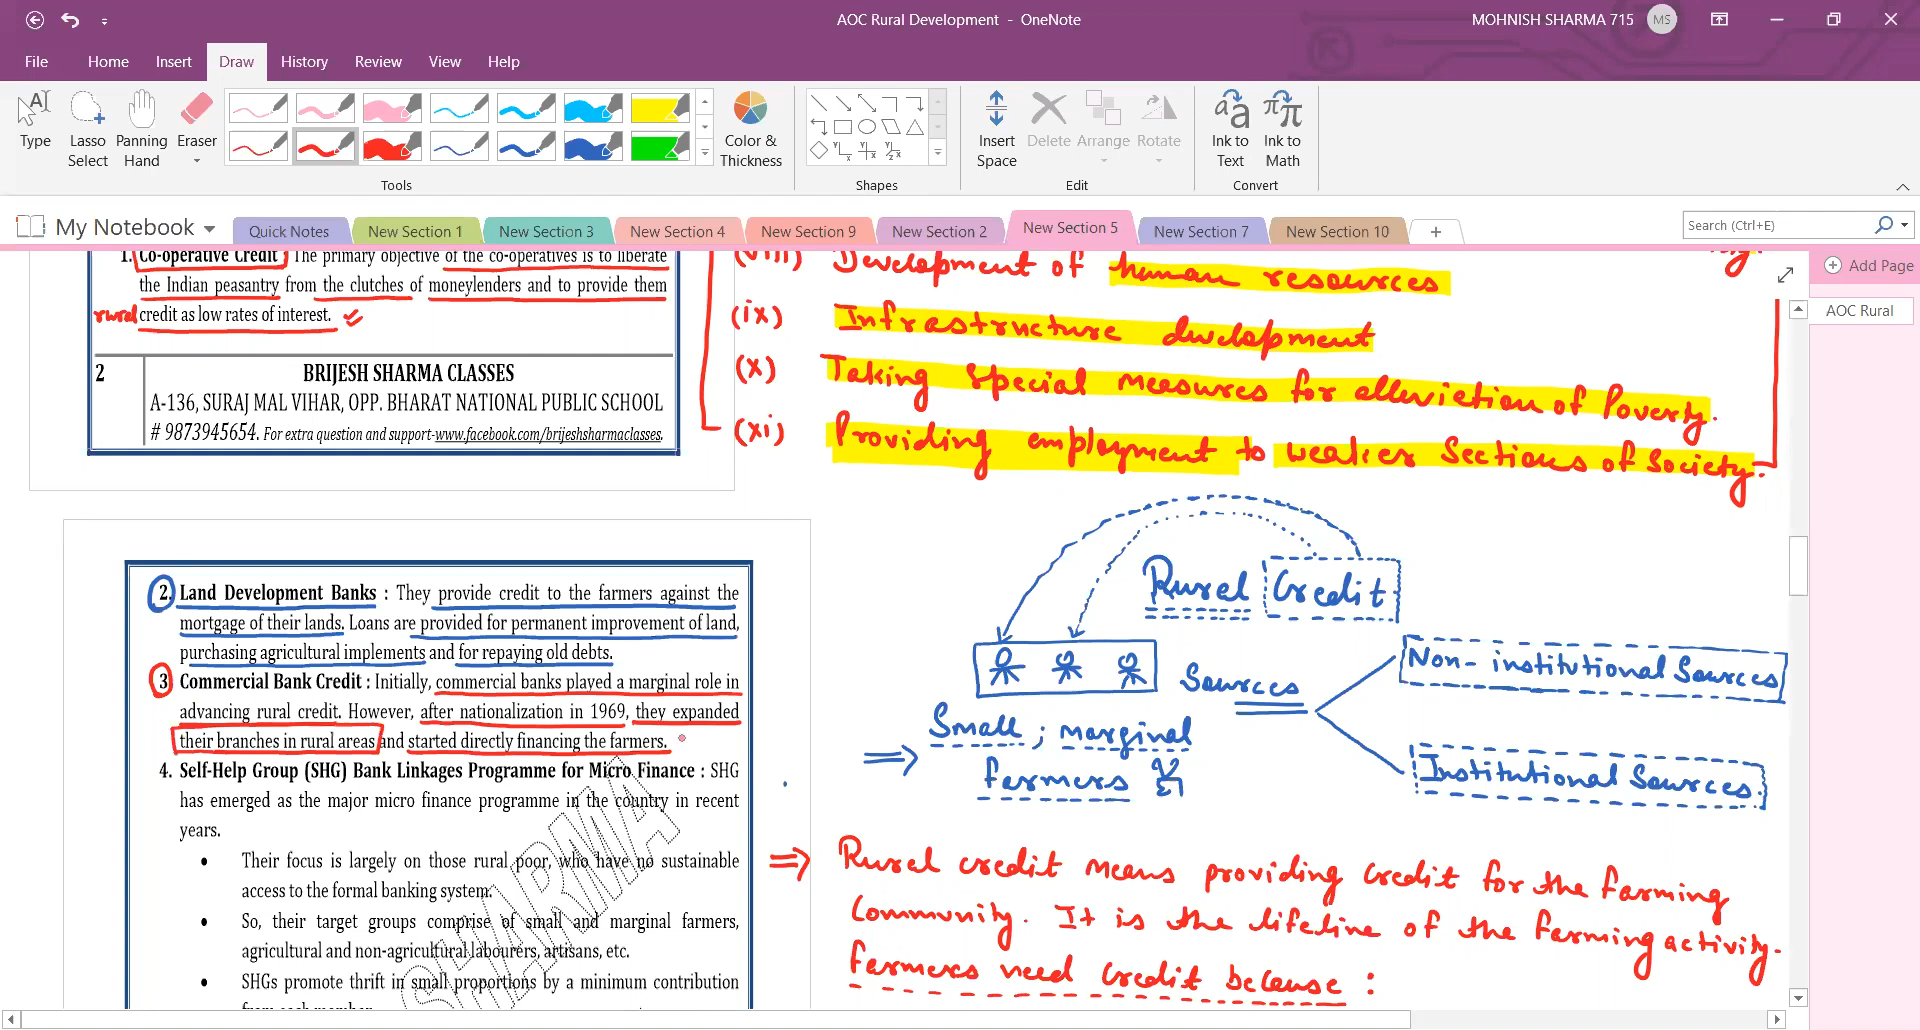 AOC Rural Development - OneNote
MOHNISH SHARMA 715 MS
File Home Insert Draw History Review View Help
Type
Lasso Select
Panning Hand
Eraser
Color & Thickness
Insert Space
Delete
Arrange
Rotate
Ink to Text
Ink to Math
Tools
Shapes
Edit
Convert
My Notebook
Quick Notes New Section 1 New Section 3 New Section 4 New Section 9 New Section 2 New Section 5 New Section 7 New Section 10 +
Search (Ctrl+E)
Add Page
AOC Rural
1. Co-operative Credit : The primary objective of the co-operatives is to liberate
the Indian peasantry from the clutches of moneylenders and to provide them
rural credit as low rates of interest.
2
BRIJESH SHARMA CLASSES
A-136, SURAJ MAL VIHAR, OPP. BHARAT NATIONAL PUBLIC SCHOOL
# 9873945654. For extra question and support-www.facebook.com/brijeshsharmaclasses.
2. Land Development Banks : They provide credit to the farmers against the
mortgage of their lands. Loans are provided for permanent improvement of land,
purchasing agricultural implements and for repaying old debts.
3. Commercial Bank Credit : Initially, commercial banks played a marginal role in
advancing rural credit. However, after nationalization in 1969, they expanded
their branches in rural areas and started directly financing the farmers.
4. Self-Help Group (SHG) Bank Linkages Programme for Micro Finance : SHG
has emerged as the major micro finance programme in the country in recent
years.
• Their focus is largely on those rural poor, who have no sustainable
access to the formal banking system.
• So, their target groups comprise of small and marginal farmers,
agricultural and non-agricultural labourers, artisans, etc.
• SHGs promote thrift in small proportions by a minimum contribution
from each member.
SHARMA
SHARMA
(viii) Development of human resources
(ix) Infrastructure development
(x) Taking special measures for alleviation of Poverty.
(xi) Providing employment to weaker Sections of Society.
Rural Credit
Sources
Non-institutional Sources
Institutional Sources.
⇒ Small ; marginal
farmers
⇒ Rural credit means providing credit for the farming
Community. It is the lifeline of the farming activity.
Farmers need credit because :